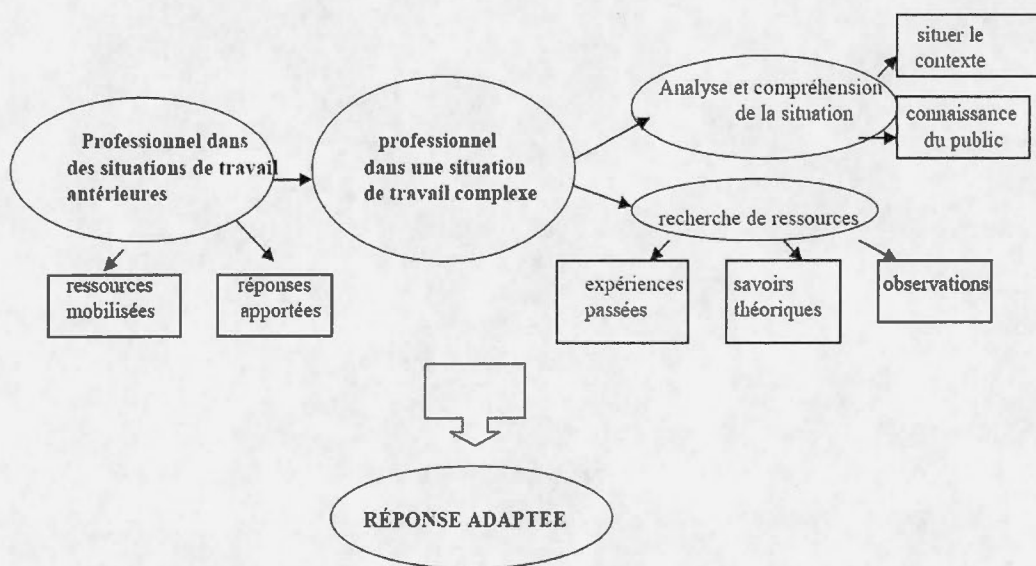 Professionnel dans
des situations de travail
antérieures
ressources
mobilisées
réponses
apportées
professionnel
dans une situation
de travail complexe
Analyse et compréhension
de la situation
situer le
contexte
connaissance
du public
recherche de ressources
expériences
passées
savoirs
théoriques
observations
RÉPONSE ADAPTEE